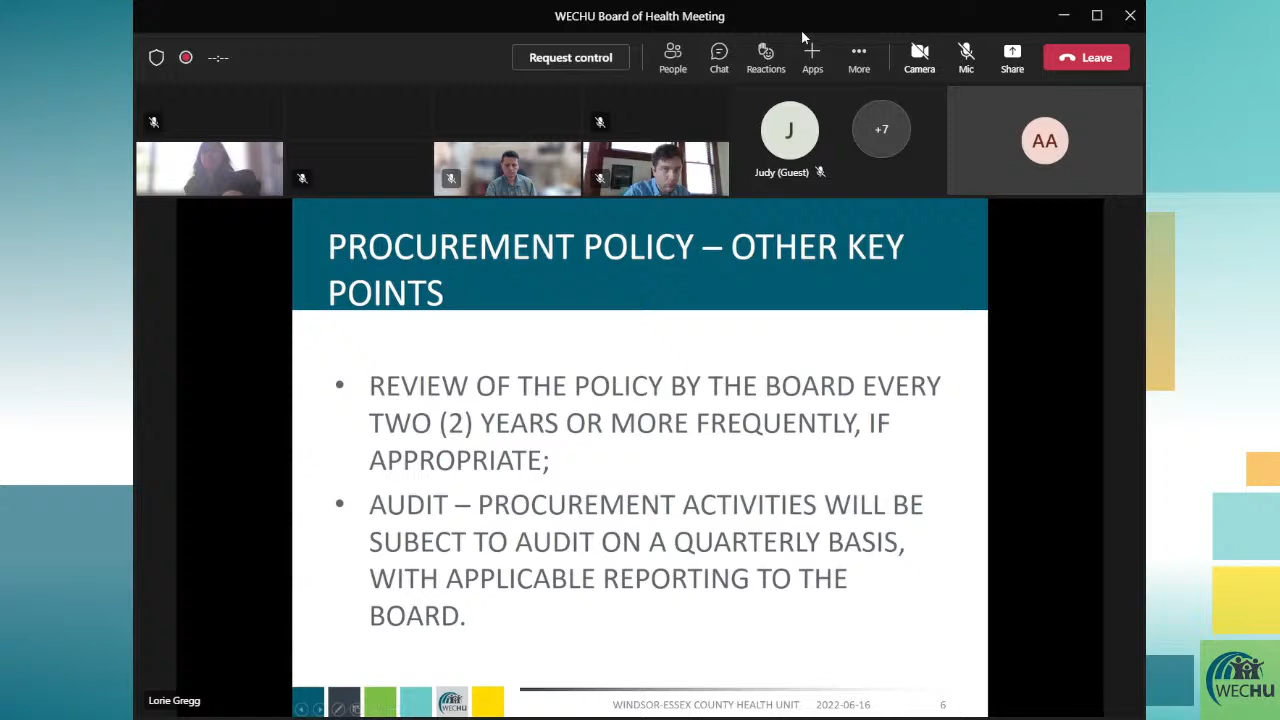 WECHU Board of Health Meeting
--:--
Request control
People
Chat
Reactions
Apps
More
Camera
Mic
Share
Leave
J
+7
AA
Judy (Guest)
PROCUREMENT POLICY – OTHER KEY
POINTS
• REVIEW OF THE POLICY BY THE BOARD EVERY
TWO (2) YEARS OR MORE FREQUENTLY, IF
APPROPRIATE;
• AUDIT – PROCUREMENT ACTIVITIES WILL BE
SUBECT TO AUDIT ON A QUARTERLY BASIS,
WITH APPLICABLE REPORTING TO THE
BOARD.
Lorie Gregg
WECHU
WINDSOR-ESSEX COUNTY HEALTH UNIT
2022-06-16
6
WECHU